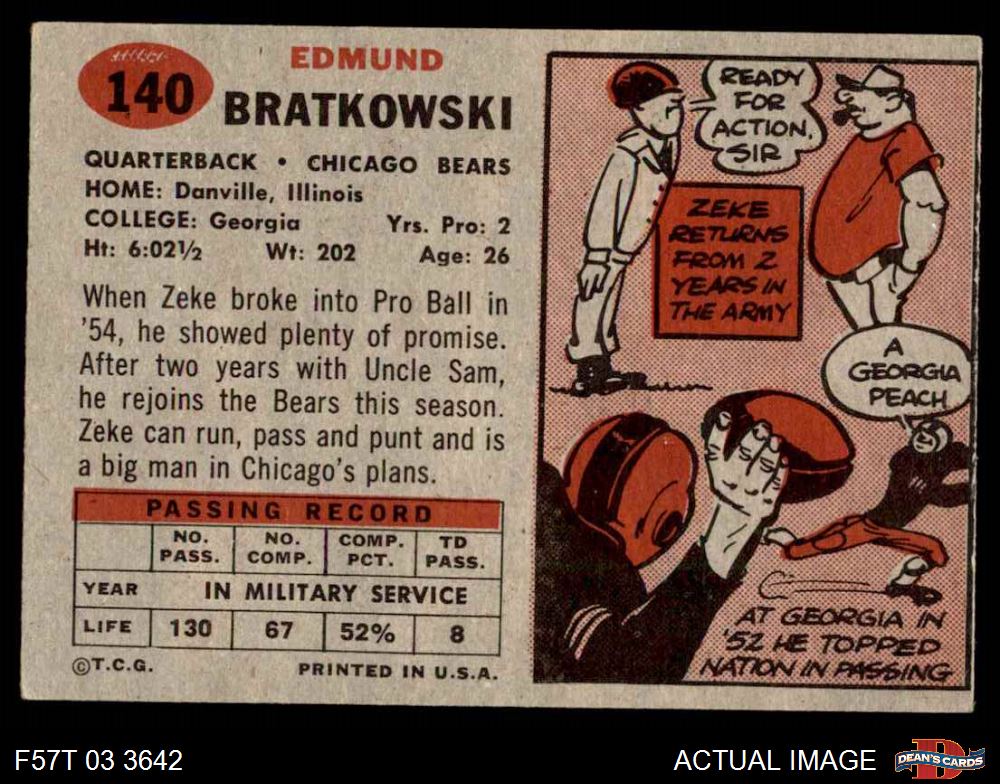 140
EDMUND
BRATKOWSKI
QUARTERBACK • CHICAGO BEARS
HOME: Danville, Illinois
COLLEGE: Georgia Yrs. Pro: 2
Ht: 6:02½ Wt: 202 Age: 26
When Zeke broke into Pro Ball in
'54, he showed plenty of promise.
After two years with Uncle Sam,
he rejoins the Bears this season.
Zeke can run, pass and punt and is
a big man in Chicago's plans.
PASSING RECORD
NO. PASS. NO. COMP. COMP. PCT. TD PASS.
YEAR IN MILITARY SERVICE
LIFE 130 67 52% 8
©T.C.G. PRINTED IN U.S.A.
READY
FOR
ACTION,
SIR
ZEKE
RETURNS
FROM 2
YEARS IN
THE ARMY
A
GEORGIA
PEACH
AT GEORGIA IN
'52 HE TOPPED
NATION IN PASSING
F57T 03 3642
ACTUAL IMAGE
D
DEAN'S CARDS